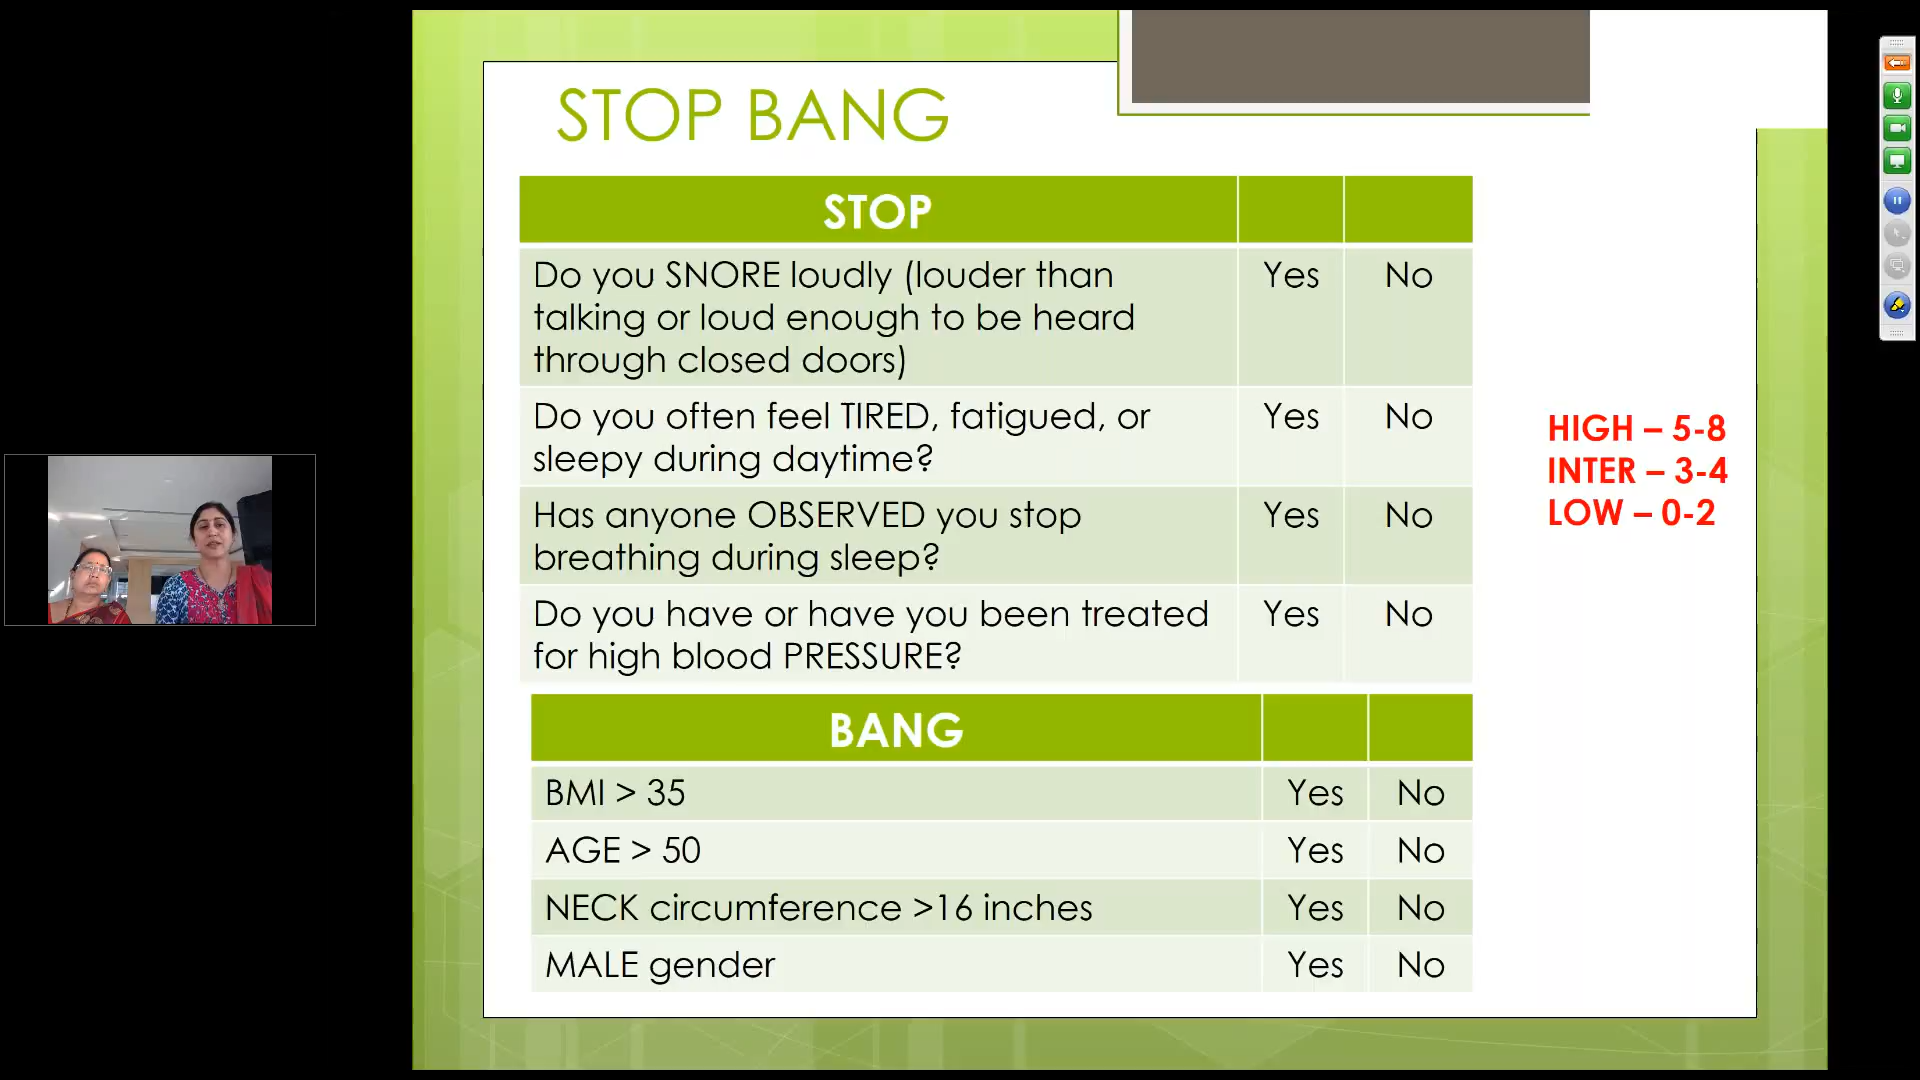 STOP BANG
STOP
Do you SNORE loudly (louder than Yes No
talking or loud enough to be heard
through closed doors)
Do you often feel TIRED, fatigued, or Yes No
sleepy during daytime?
Has anyone OBSERVED you stop Yes No
breathing during sleep?
Do you have or have you been treated Yes No
for high blood PRESSURE?
BANG
BMI > 35 Yes No
AGE > 50 Yes No
NECK circumference >16 inches Yes No
MALE gender Yes No
HIGH – 5-8
INTER – 3-4
LOW – 0-2